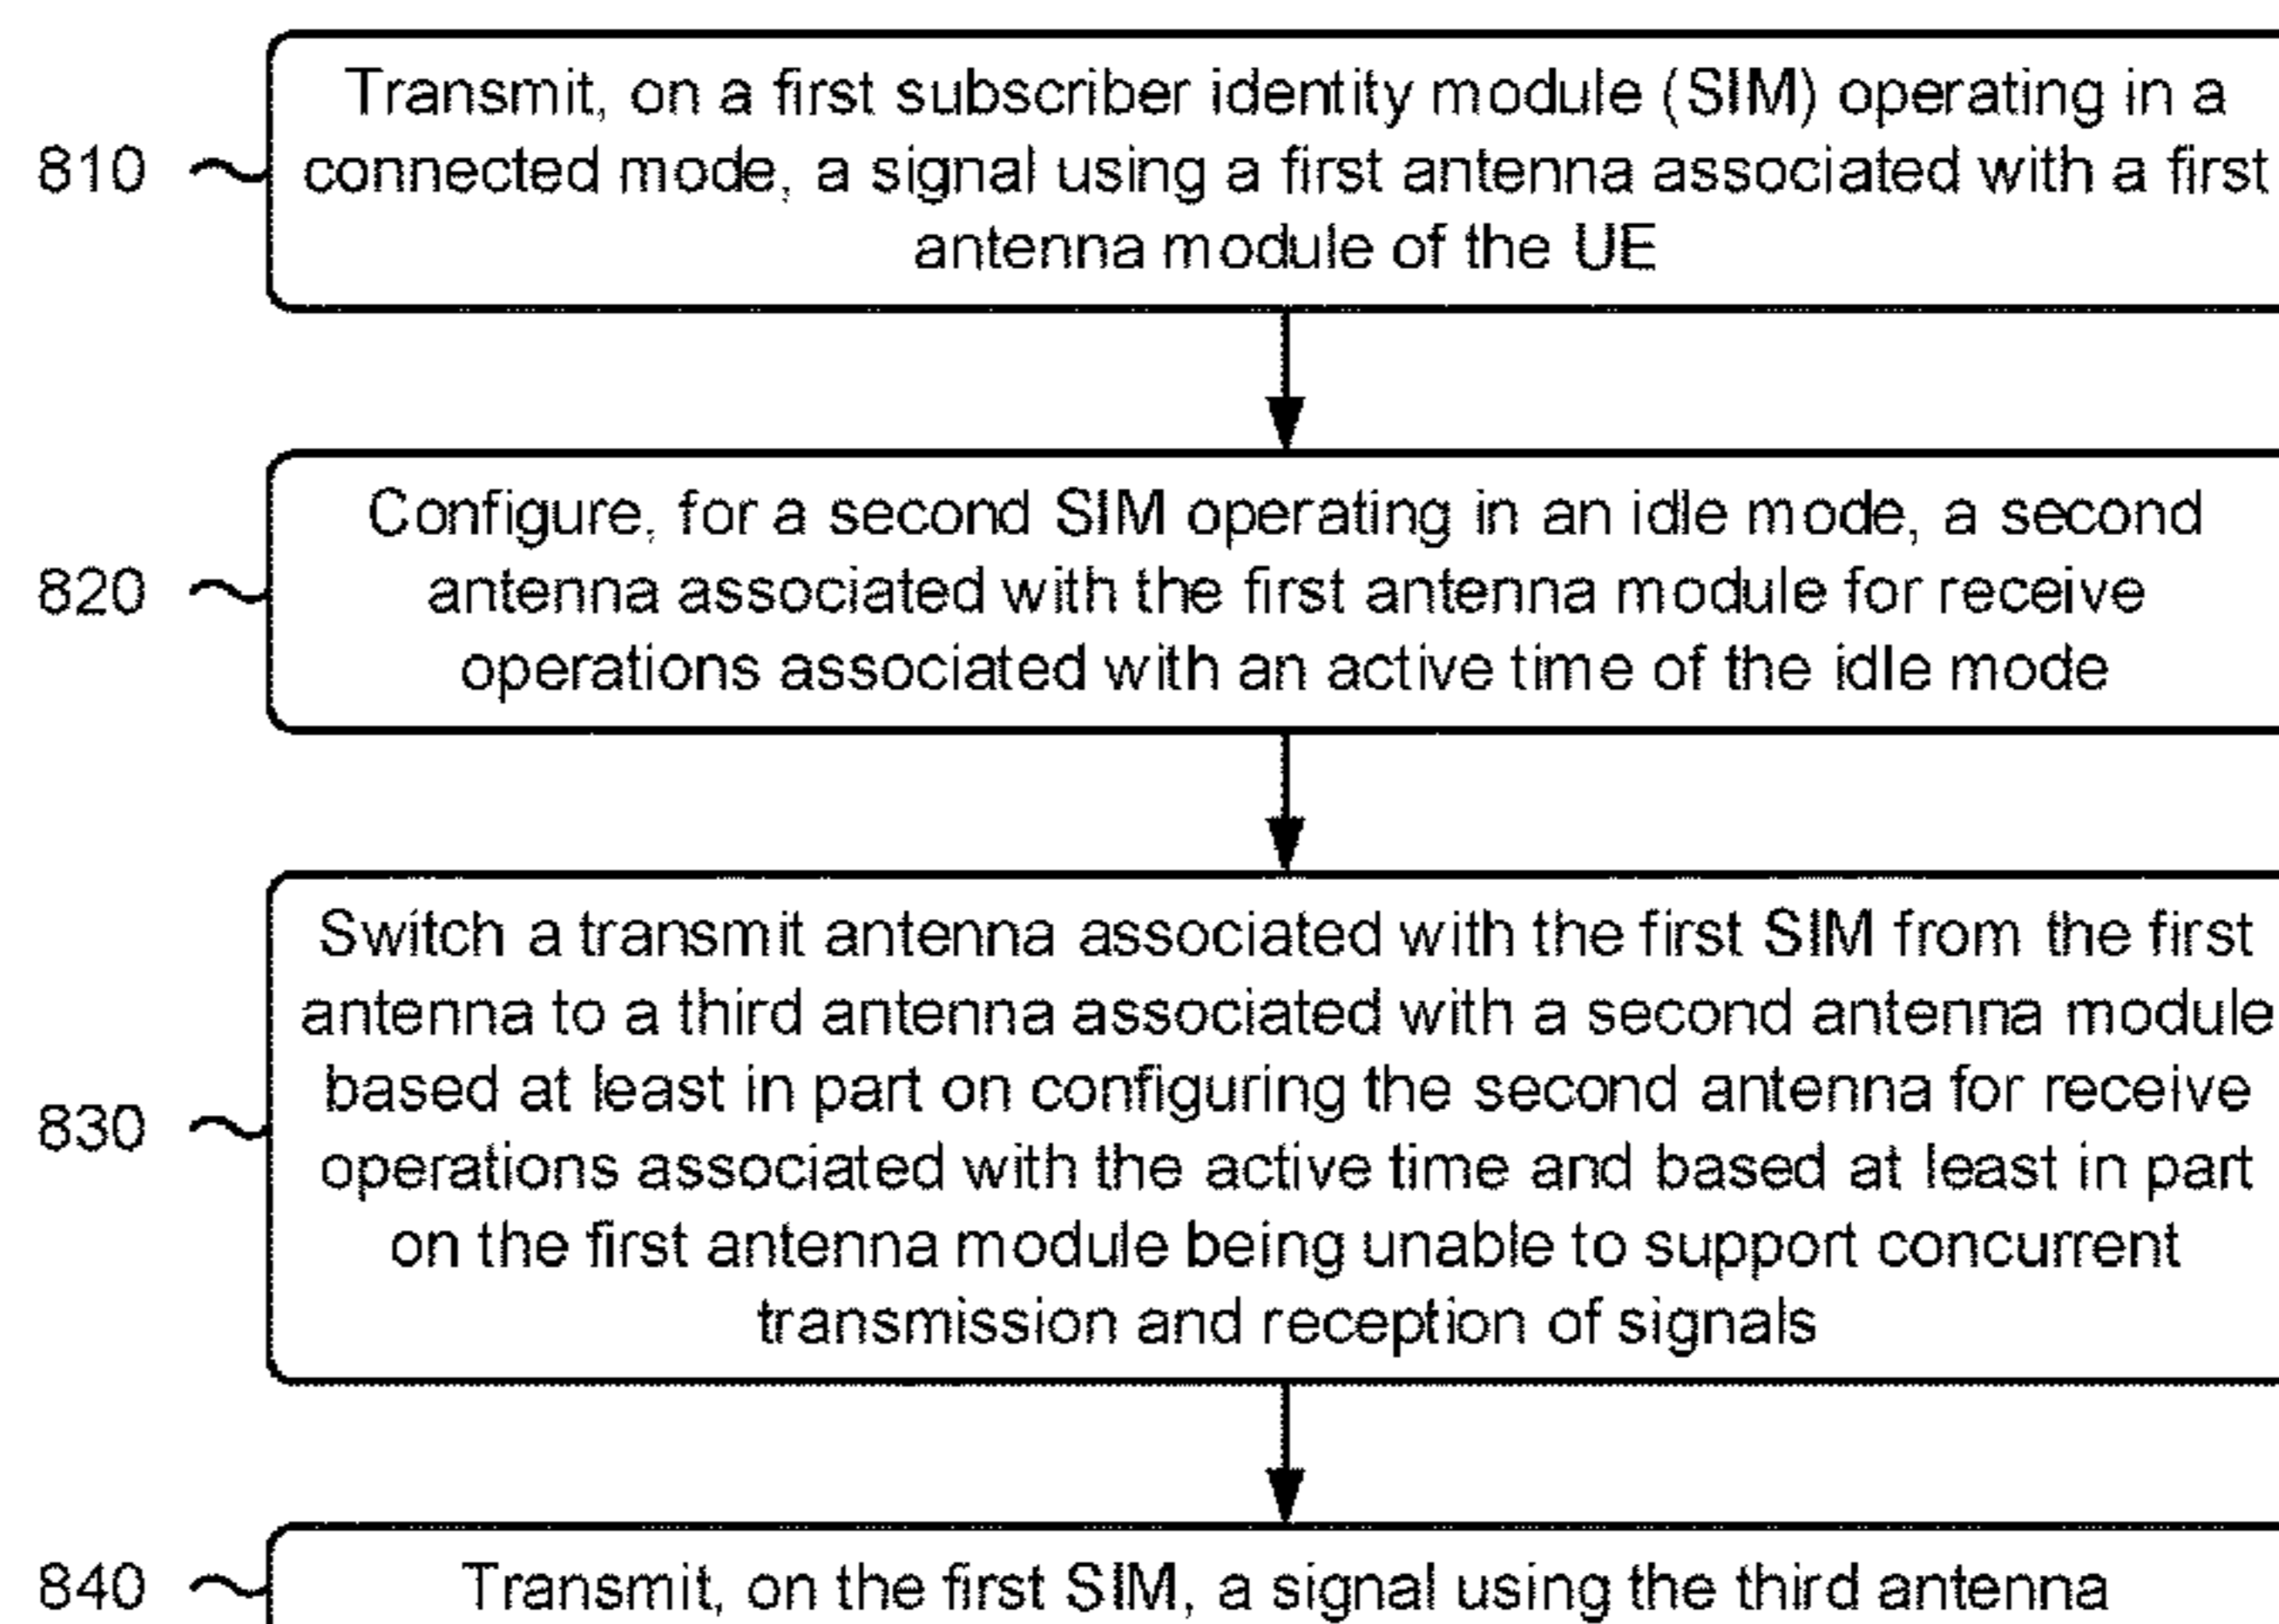 Transmit, on a first subscriber identity module (SIM) operating in a
810 connected mode, a signal using a first antenna associated with a first
antenna module of the UE
Configure, for a second SIM operating in an idle mode, a second
820 antenna associated with the first antenna module for receive
operations associated with an active time of the idle mode
Switch a transmit antenna associated with the first SIM from the first
antenna to a third antenna associated with a second antenna module
based at least in part on configuring the second antenna for receive
830 operations associated with the active time and based at least in part
on the first antenna module being unable to support concurrent
transmission and reception of signals
840 Transmit, on the first SIM, a signal using the third antenna